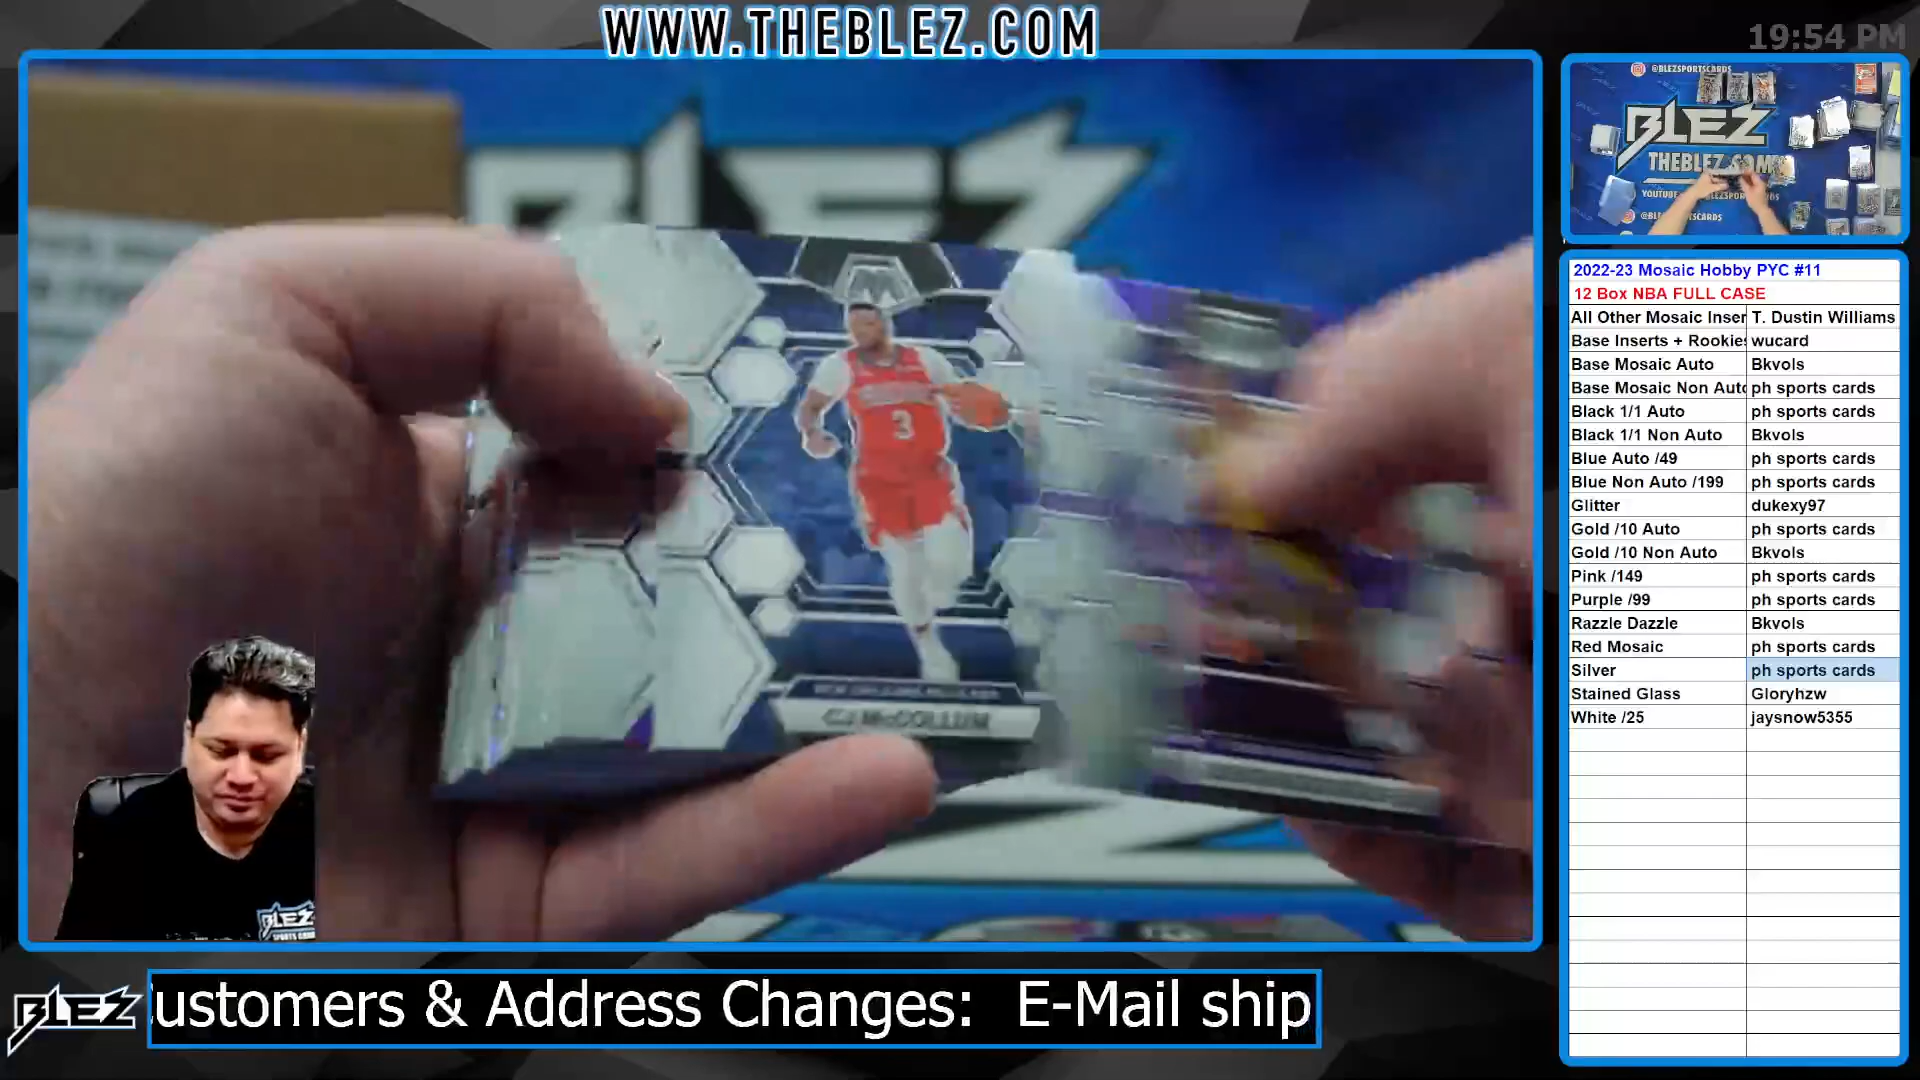 WWW.THEBLEZ.COM
19:54 PM
BLEZ
3
CJ McCOLLUM
BLEZ
@BLEZSPORTSCARDS
BLEZ
THEBLEZ.COM
YOUTUBE
2022-23 Mosaic Hobby PYC #11
12 Box NBA FULL CASE
All Other Mosaic Inser T. Dustin Williams
Base Inserts + Rookies wucard
Base Mosaic Auto Bkvols
Base Mosaic Non Auto ph sports cards
Black 1/1 Auto ph sports cards
Black 1/1 Non Auto Bkvols
Blue Auto /49 ph sports cards
Blue Non Auto /199 ph sports cards
Glitter dukexy97
Gold /10 Auto ph sports cards
Gold /10 Non Auto Bkvols
Pink /149 ph sports cards
Purple /99 ph sports cards
Razzle Dazzle Bkvols
Red Mosaic ph sports cards
Silver ph sports cards
Stained Glass Gloryhzw
White /25 jaysnow5355
BLEZ
ustomers & Address Changes: E-Mail ship